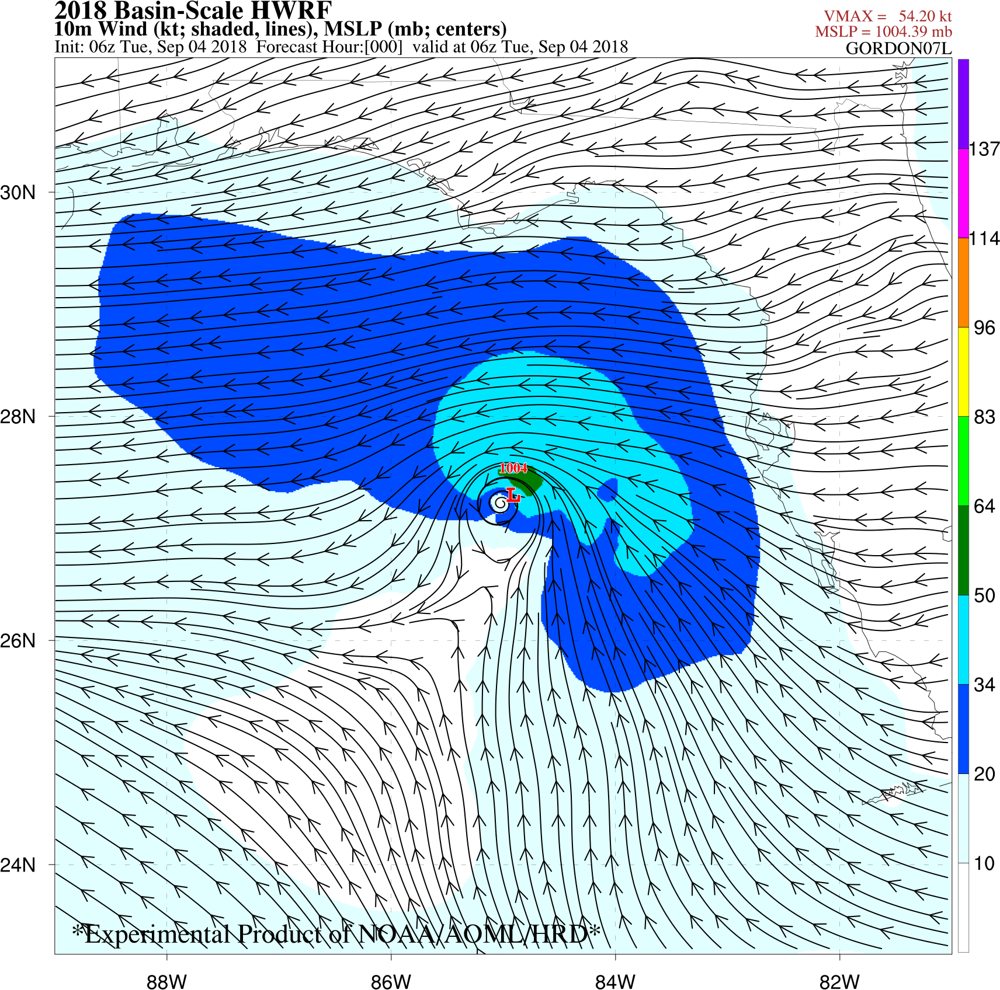 2018 Basin-Scale HWRF
10m Wind (kt; shaded, lines), MSLP (mb; centers)
Init: 06z Tue, Sep 04 2018 Forecast Hour:[000] valid at 06z Tue, Sep 04 2018
VMAX = 54.20 kt
MSLP = 1004.39 mb
GORDON07L
137
114
96
83
64
50
34
20
10
30N
28N
26N
24N
1004
L
*Experimental Product of NOAA/AOML/HRD*
88W 86W 84W 82W